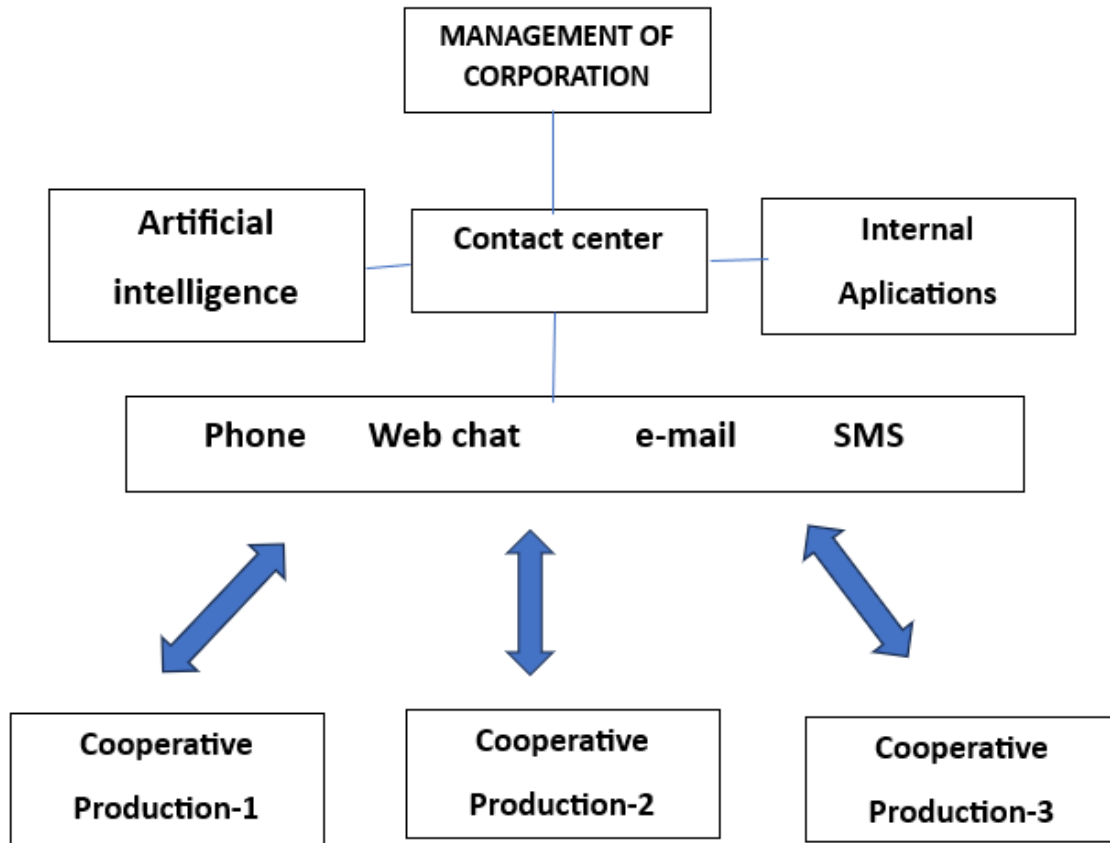 MANAGEMENT OF
CORPORATION
Artificial
intelligence
Contact center
Internal
Aplications
Phone Web chat e-mail SMS
Cooperative
Production-1
Cooperative
Production-2
Cooperative
Production-3